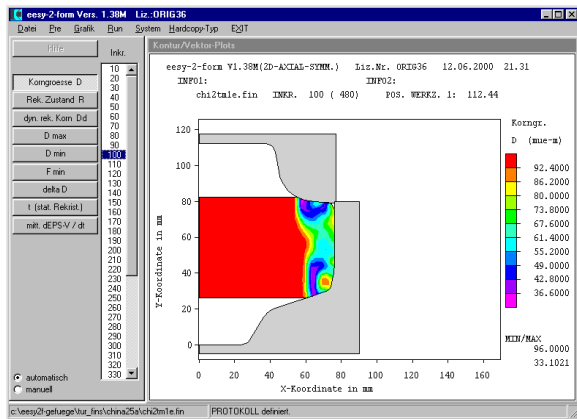 eesy-2-form Vers. 1.38M Liz.:ORIG36
Datei Pre Grafik Run System Hardcopy-Typ EXIT
Hilfe
Korngroesse D
Rek. Zustand R
dyn. rek. Korn Dd
D max
D min
F min
delta D
t (stat. Rekrist.)
mitt. dEPS-V / dt
automatisch
manuell
Inkr.
10
20
30
40
50
60
70
80
90
100
110
120
130
140
150
160
170
180
190
200
210
220
230
240
250
260
270
280
290
300
310
320
330
Kontur/Vektor-Plots
eesy-2-form V1.38M(2D-AXIAL-SYMM.) Liz.Nr. ORIG36 12.06.2000 21.31
INFO1: INFO2:
chi2tm1e.fin INKR. 100 ( 480) POS. WERKZ. 1: 112.44
Y-Koordinate in mm
120
100
80
60
40
20
0
0 20 40 60 80 100 120 140 160
X-Koordinate in mm
Korngr.
D (mue-m)
92.4000
86.2000
80.0000
73.8000
67.6000
61.4000
55.2000
49.0000
42.8000
36.6000
MIN/MAX
96.0000
33.1021
c:\eesy2f-gefuege\tur_fins\china25a\chi2tm1e.fin PROTOKOLL definiert.